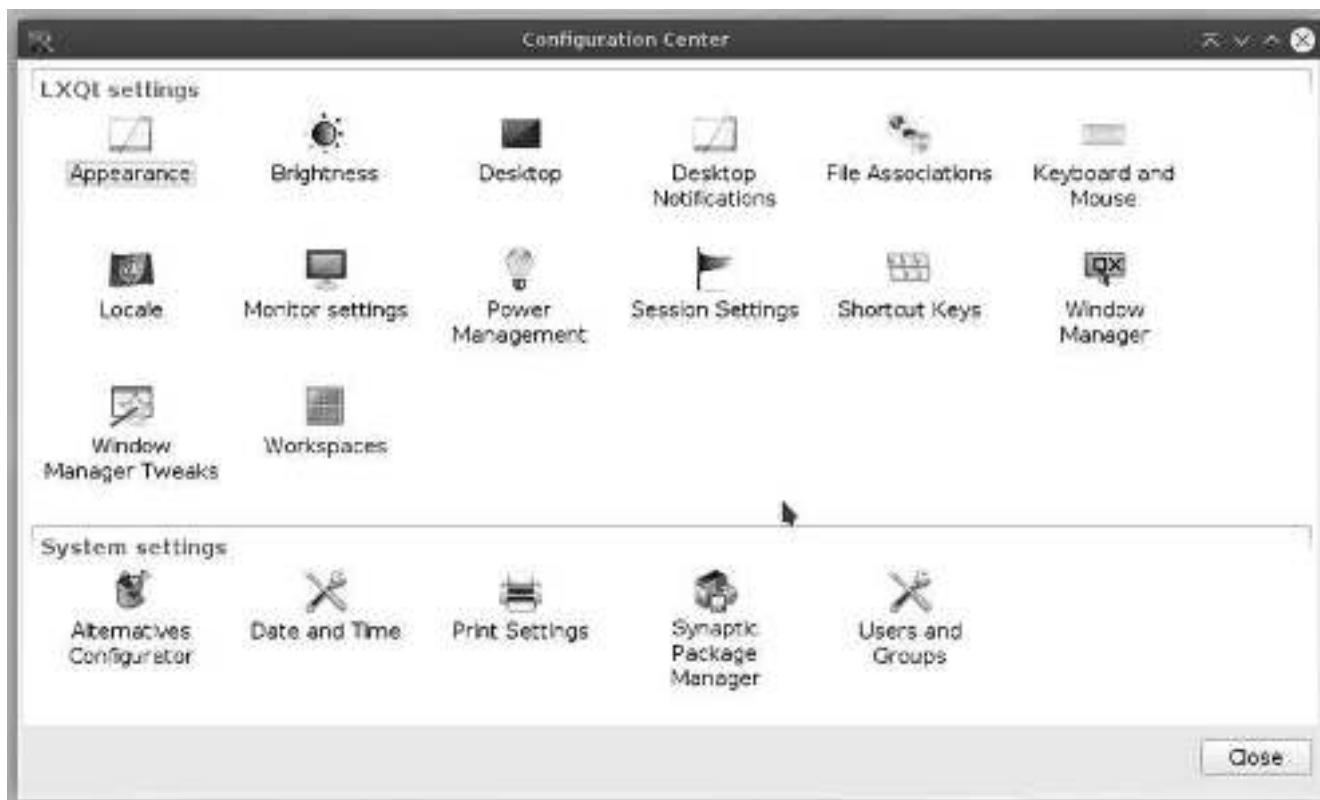 Configuration Center
LXQt settings
Appearance
Brightness
Desktop
Desktop
Notifications
File Associations
Keyboard and
Mouse
Locale
Monitor settings
Power
Management
Session Settings
Shortcut Keys
Window
Manager
Window
Manager Tweaks
Workspaces
System settings
Alternatives
Configurator
Date and Time
Print Settings
Synaptic
Package
Manager
Users and
Groups
Close